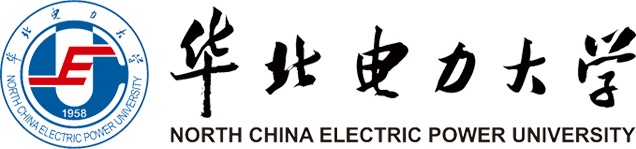 华北电力大学
NORTH CHINA ELECTRIC POWER UNIVERSITY
1958
华北电力大学
NORTH CHINA ELECTRIC POWER UNIVERSITY